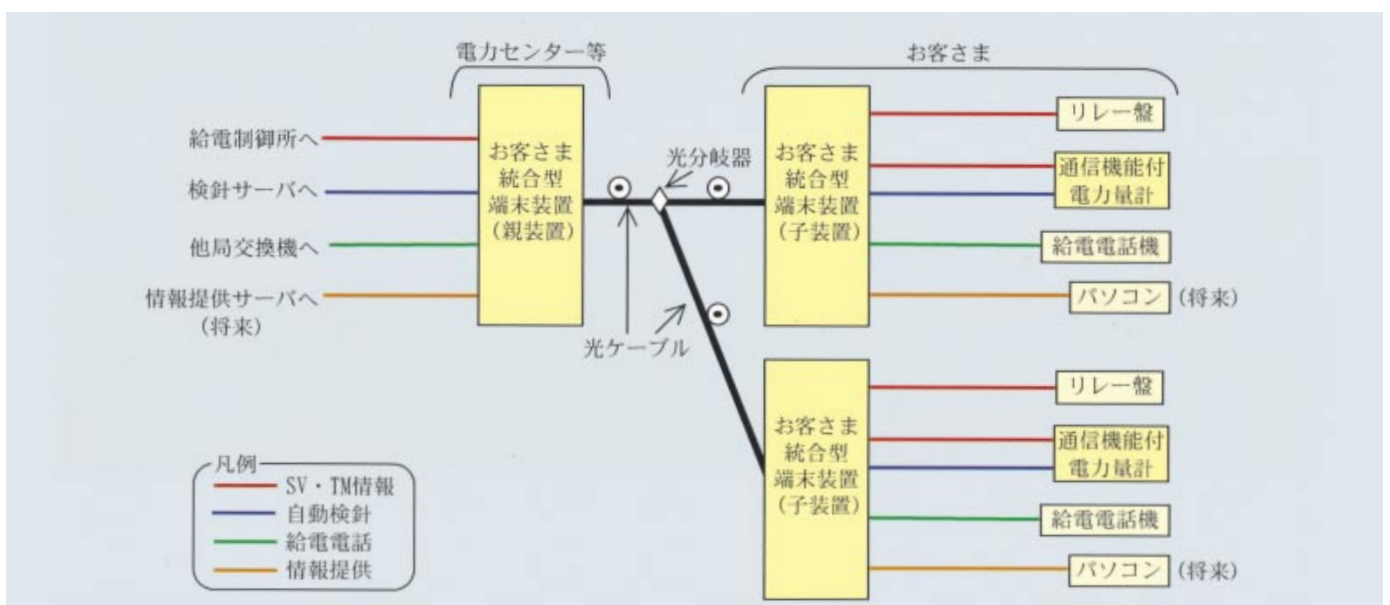 電力センター等
お客さま
給電制御所へ
検針サーバへ
他局交換機へ
情報提供サーバへ
(将来)
お客さま
統合型
端末装置
(親装置)
光分岐器
光ケーブル
お客さま
統合型
端末装置
(子装置)
リレー盤
通信機能付
電力量計
給電電話機
パソコン (将来)
お客さま
統合型
端末装置
(子装置)
リレー盤
通信機能付
電力量計
給電電話機
パソコン (将来)
凡例
SV・TM情報
自動検針
給電電話
情報提供